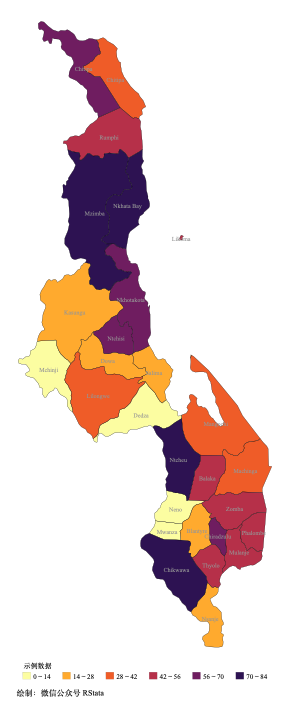 Chitipa
Rumphi
Nkhata Bay
Mzimba
Likoma
Nkhotakota
Kasungu
Ntchisi
Dowa
Salima
Mchinji
Lilongwe
Dedza
Mangochi
Ntcheu
Machinga
Balaka
Neno
Zomba
Mwanza
Blantyre
Chiradzulu
Phalombe
Mulanje
Thyolo
Chikwawa
Nsanje
示例数据
0 – 14 14 – 28 28 – 42 42 – 56 56 – 70 70 – 84
绘制：微信公众号 RStata